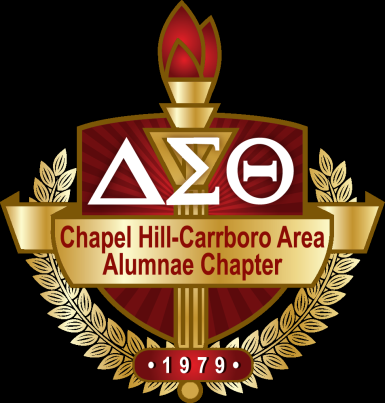 ΔΣΘ
Chapel Hill-Carrboro Area
Alumnae Chapter
• 1979 •